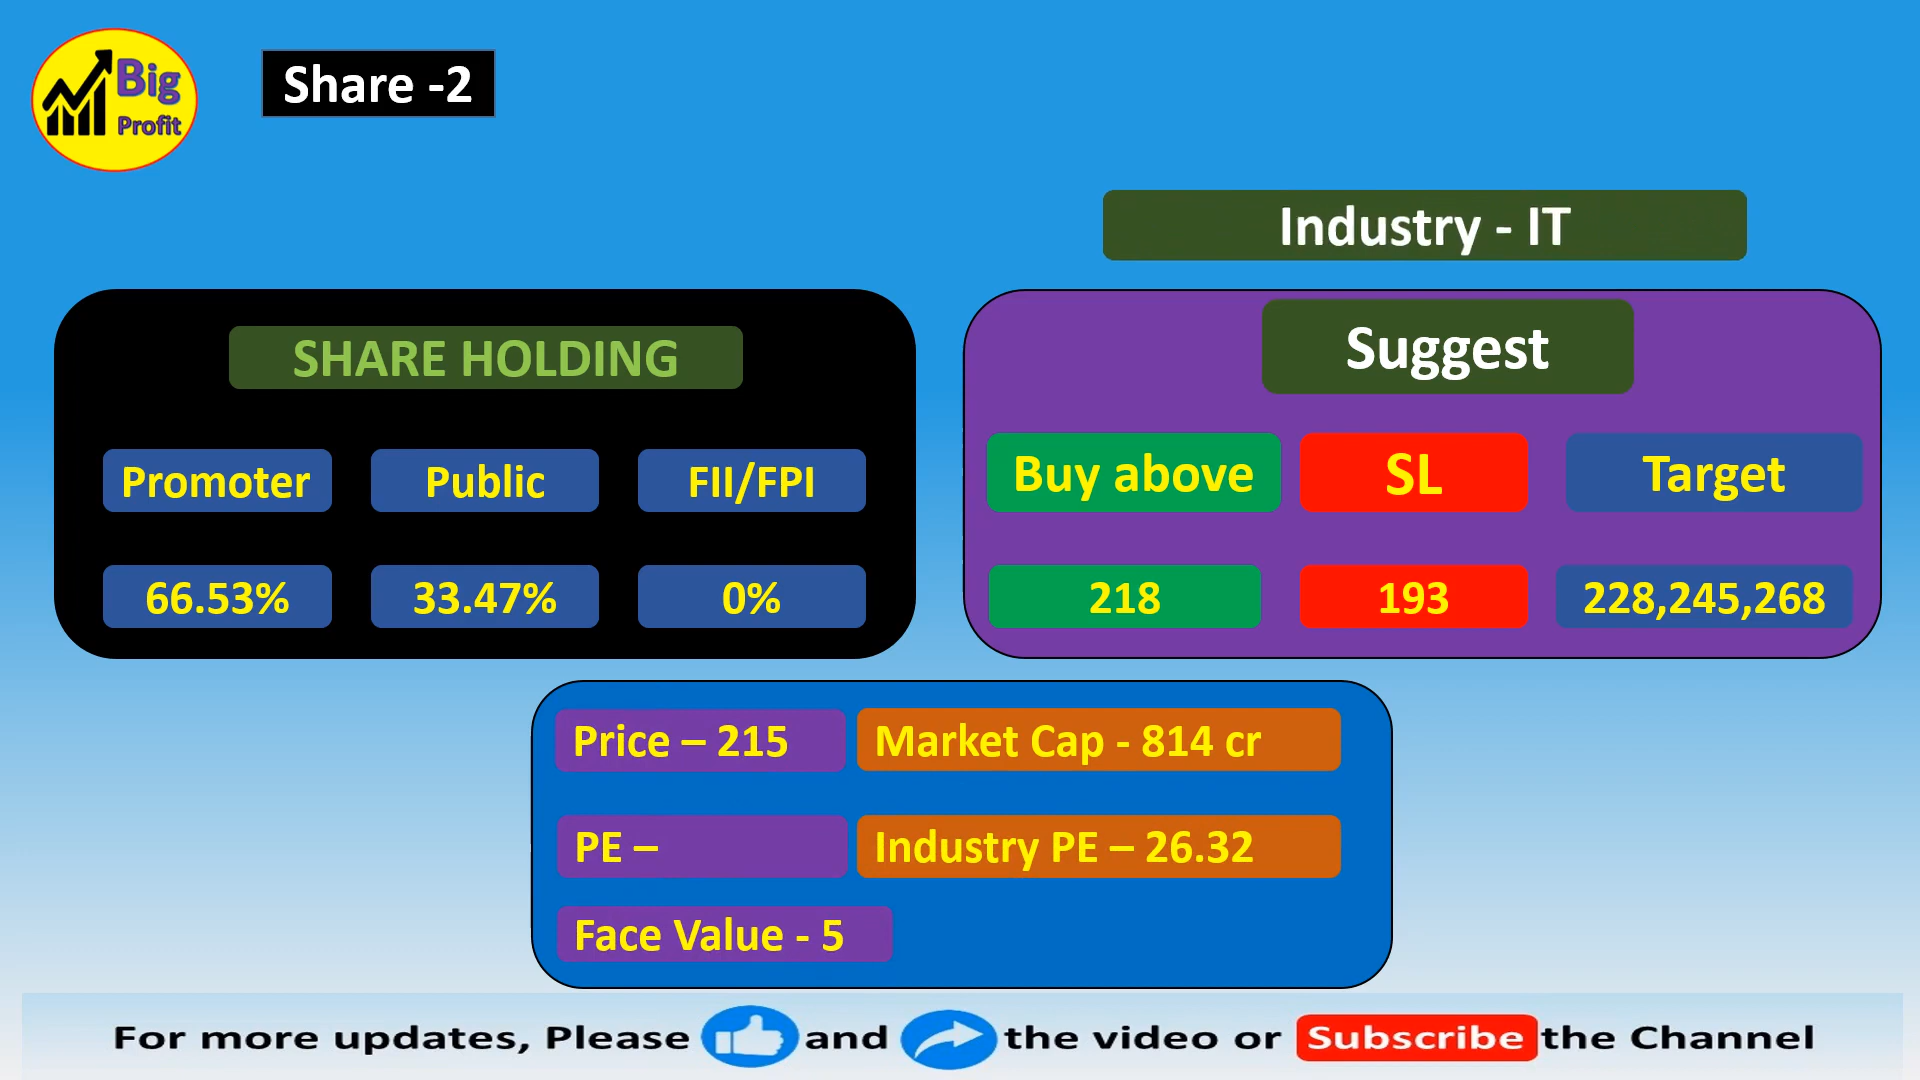 Big
Profit
Share -2
Industry - IT
SHARE HOLDING
Promoter Public FII/FPI
66.53% 33.47% 0%
Suggest
Buy above SL Target
218 193 228,245,268
Price – 215 Market Cap - 814 cr
PE – Industry PE – 26.32
Face Value - 5
For more updates, Please and the video or Subscribe the Channel